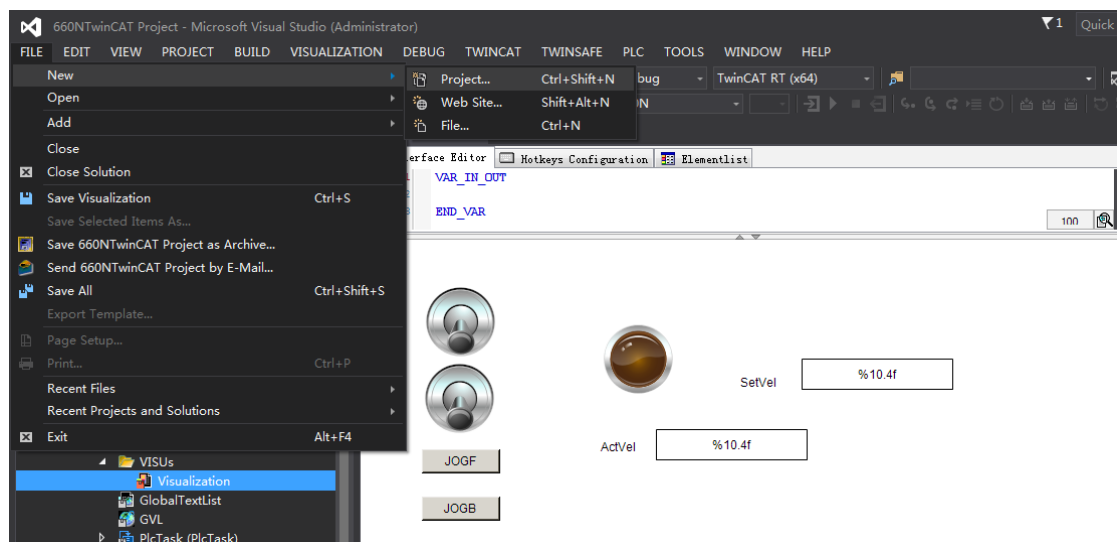 660NTwinCAT Project - Microsoft Visual Studio (Administrator)
1
Quick
FILE EDIT VIEW PROJECT BUILD VISUALIZATION DEBUG TWINCAT TWINSAFE PLC TOOLS WINDOW HELP
New
Project... Ctrl+Shift+N
bug
TwinCAT RT (x64)
Open
Web Site... Shift+Alt+N
Add
File... Ctrl+N
Close
erface Editor Hotkeys Configuration Elementlist
Close Solution
VAR_IN_OUT
Save Visualization Ctrl+S
END_VAR
Save Selected Items As...
100
Save 660NTwinCAT Project as Archive...
Send 660NTwinCAT Project by E-Mail...
Save All Ctrl+Shift+S
Export Template...
Page Setup...
Print... Ctrl+P
SetVel %10.4f
Recent Files
Recent Projects and Solutions
Exit Alt+F4
ActVel %10.4f
VISUs
JOGF
Visualization
GlobalTextList
JOGB
GVL
PlcTask (PlcTask)